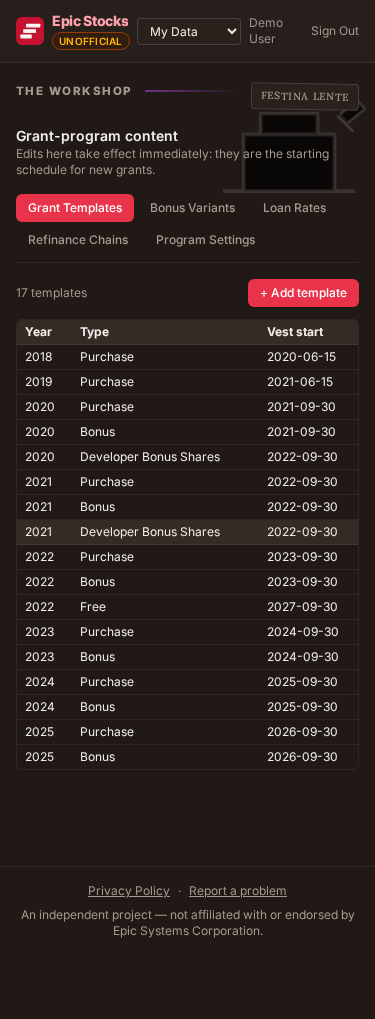 Epic Stocks
UNOFFICIAL
My Data
Demo User
Sign Out
THE WORKSHOP
FESTINA LENTE
Grant-program content
Edits here take effect immediately: they are the starting
schedule for new grants.
Grant Templates
Bonus Variants
Loan Rates
Refinance Chains
Program Settings
17 templates
+ Add template
Year Type Vest start
2018 Purchase 2020-06-15
2019 Purchase 2021-06-15
2020 Purchase 2021-09-30
2020 Bonus 2021-09-30
2020 Developer Bonus Shares 2022-09-30
2021 Purchase 2022-09-30
2021 Bonus 2022-09-30
2021 Developer Bonus Shares 2022-09-30
2022 Purchase 2023-09-30
2022 Bonus 2023-09-30
2022 Free 2027-09-30
2023 Purchase 2024-09-30
2023 Bonus 2024-09-30
2024 Purchase 2025-09-30
2024 Bonus 2025-09-30
2025 Purchase 2026-09-30
2025 Bonus 2026-09-30
Privacy Policy · Report a problem
An independent project — not affiliated with or endorsed by
Epic Systems Corporation.